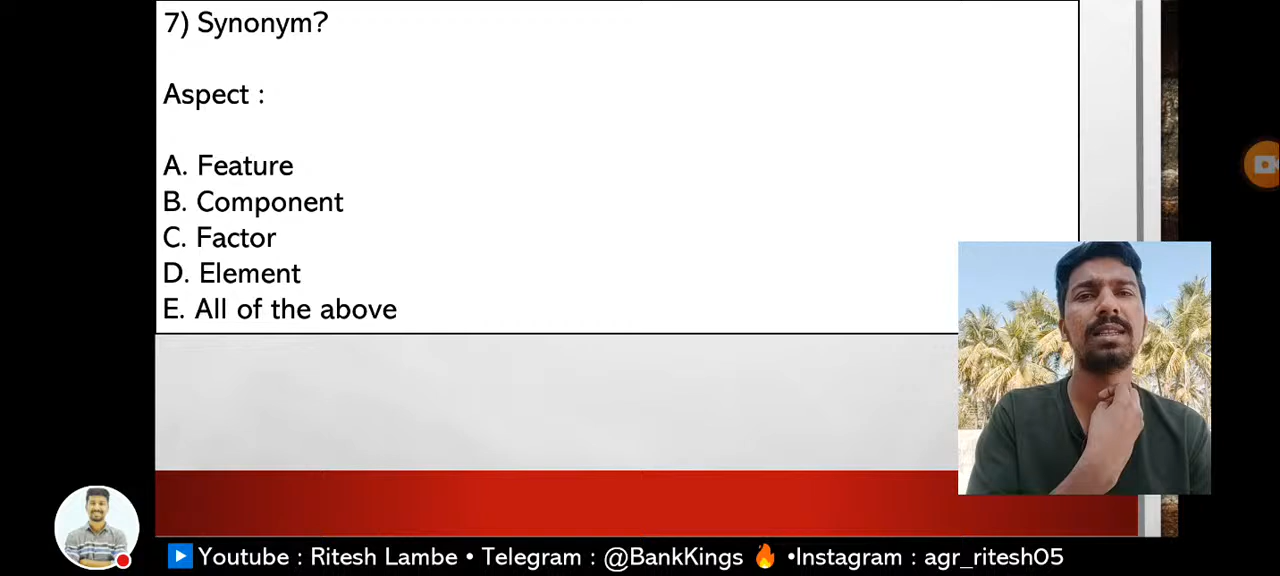 7) Synonym?
Aspect :
A. Feature
B. Component
C. Factor
D. Element
E. All of the above
▶ Youtube : Ritesh Lambe • Telegram : @BankKings 🔥 •Instagram : agr_ritesh05